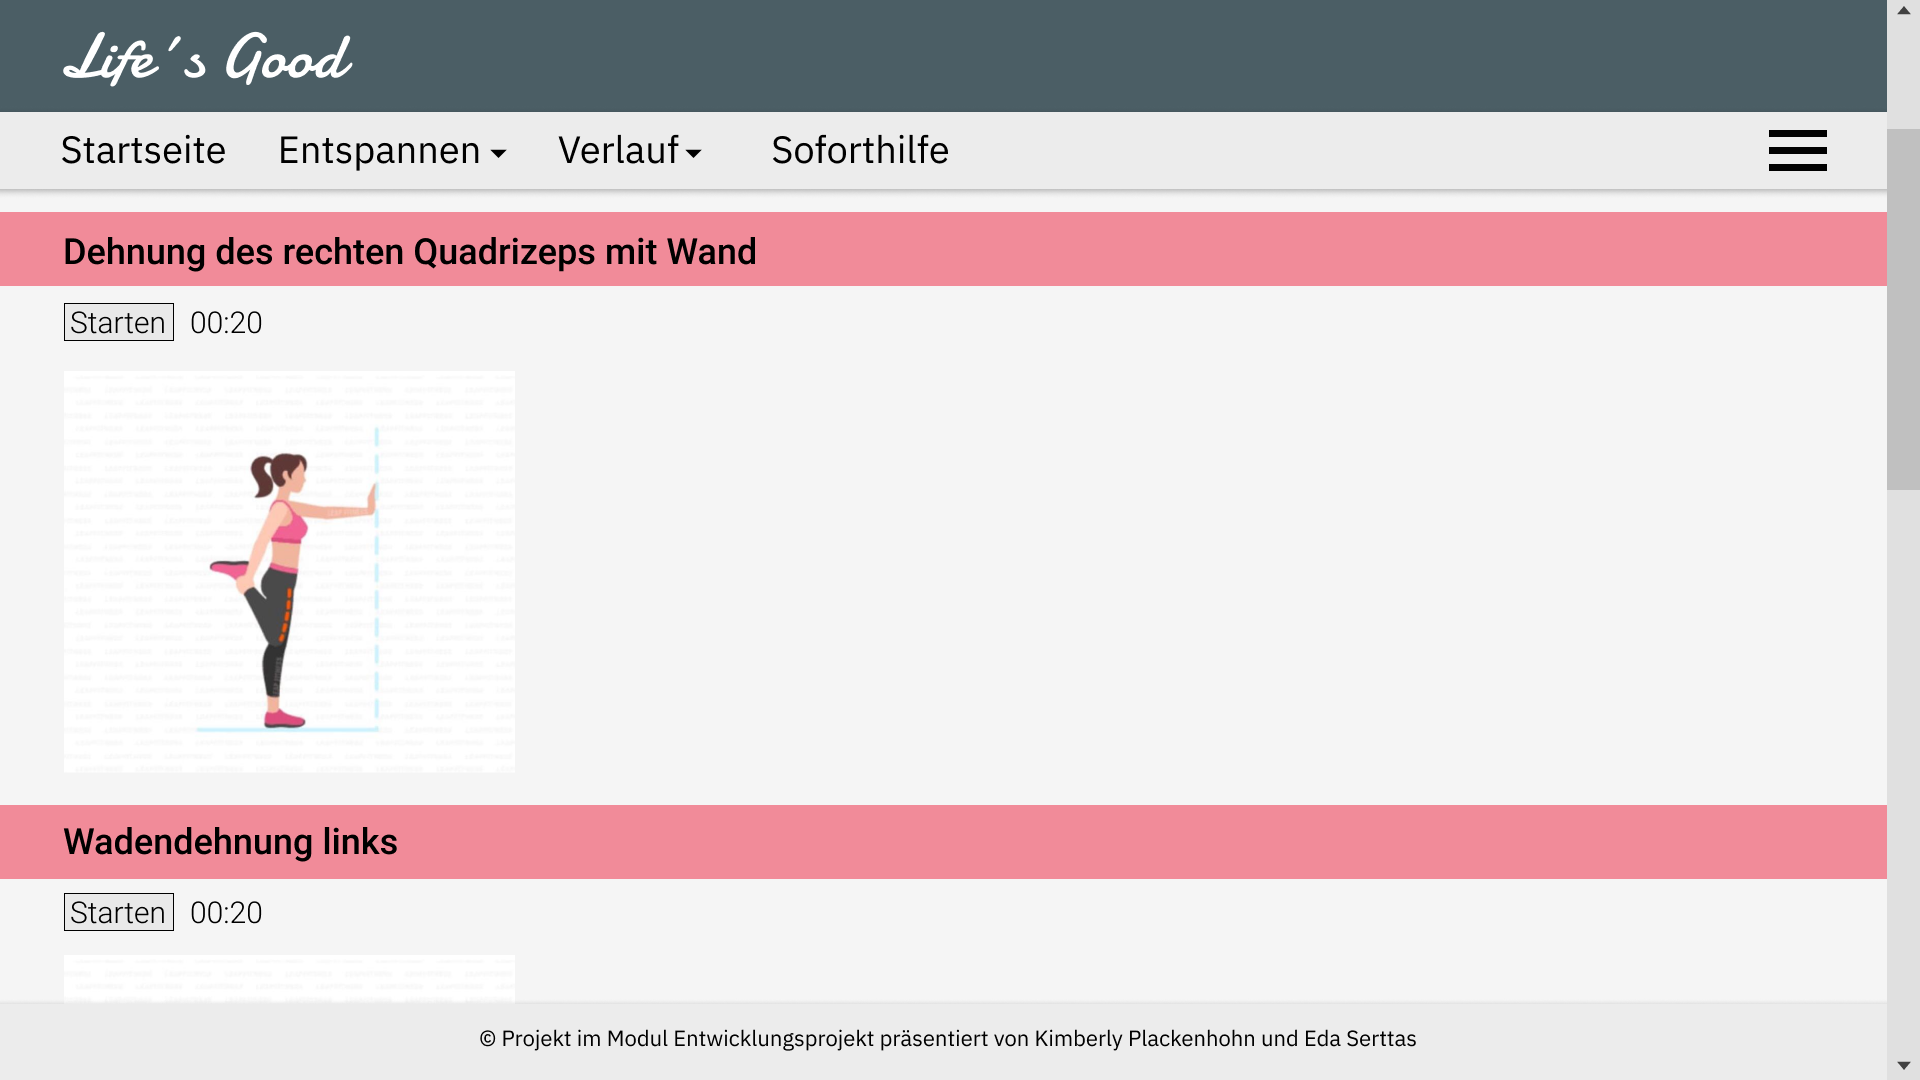 Life´s Good
Startseite Entspannen Verlauf Soforthilfe
Dehnung des rechten Quadrizeps mit Wand
Starten 00:20
Wadendehnung links
Starten 00:20
© Projekt im Modul Entwicklungsprojekt präsentiert von Kimberly Plackenhohn und Eda Serttas